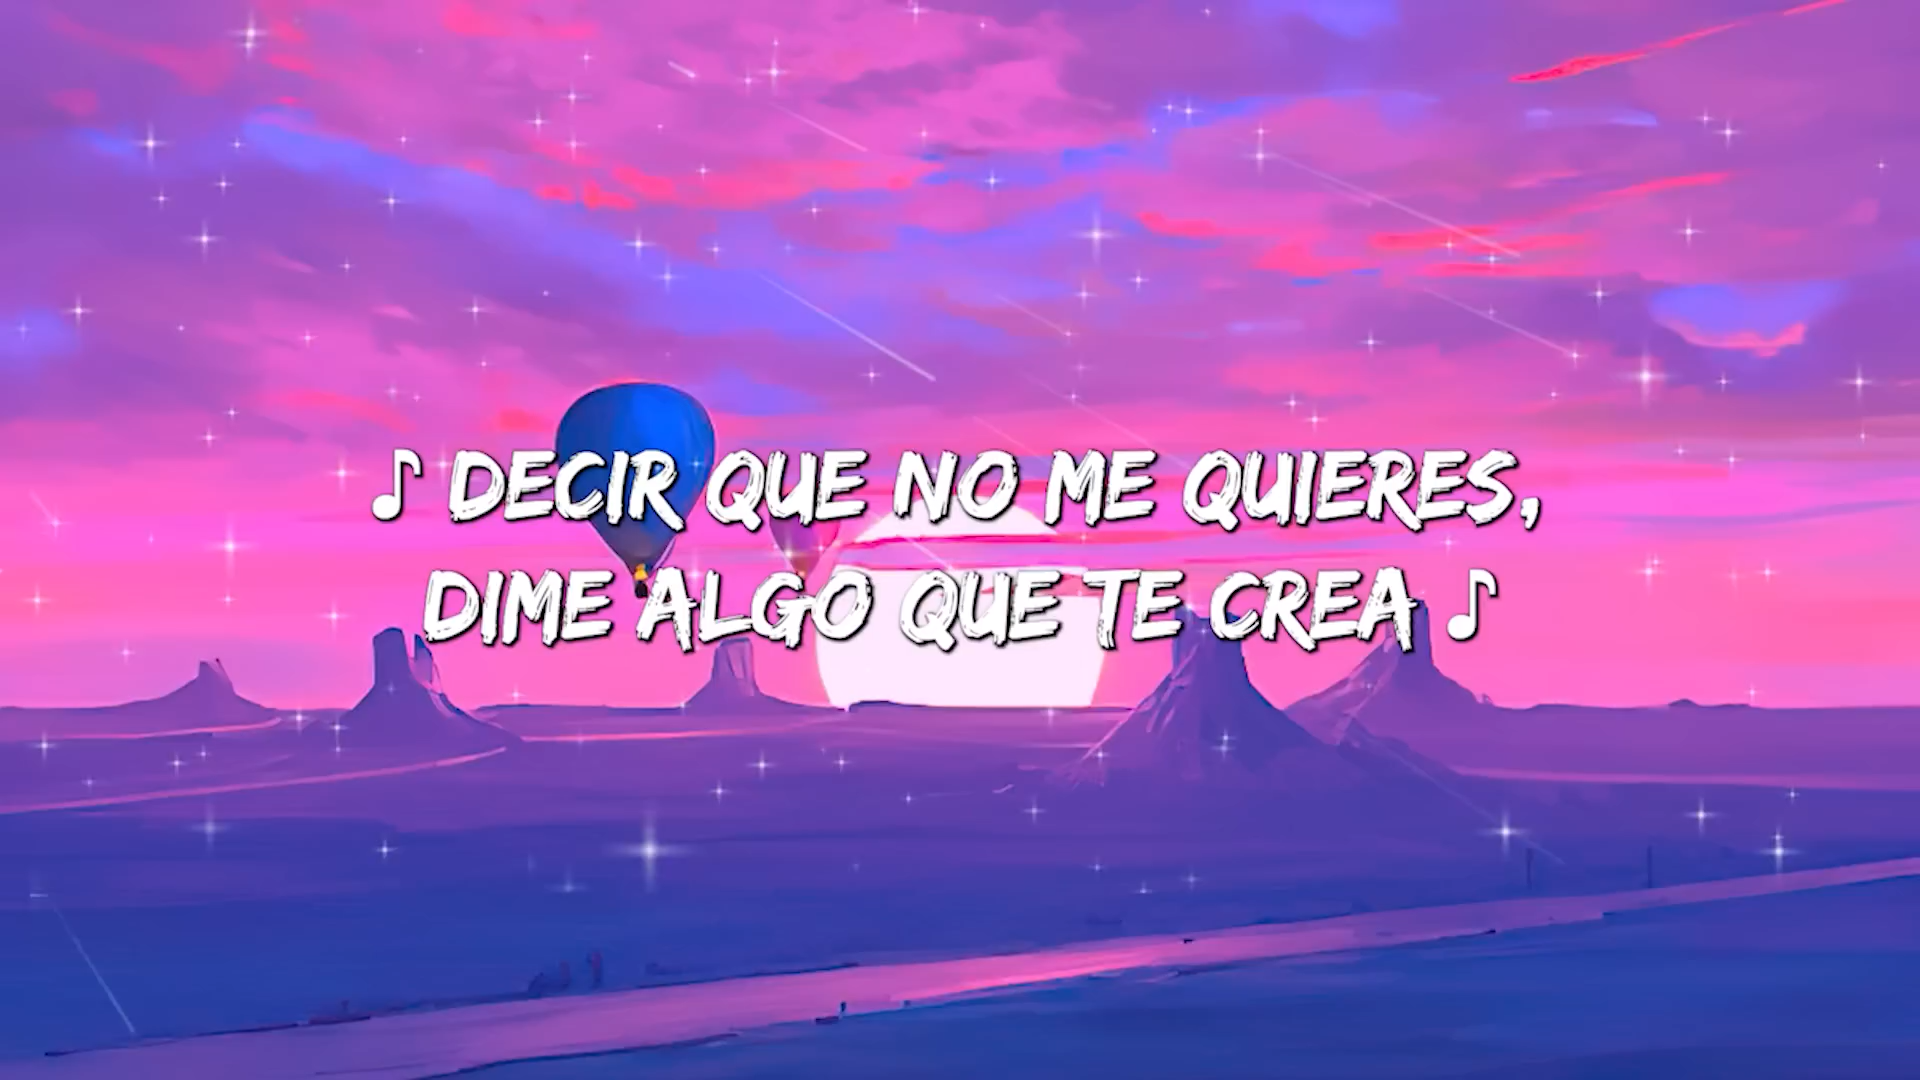 ♪ DECIR QUE NO ME QUIERES,
DIME ALGO QUE TE CREA ♪